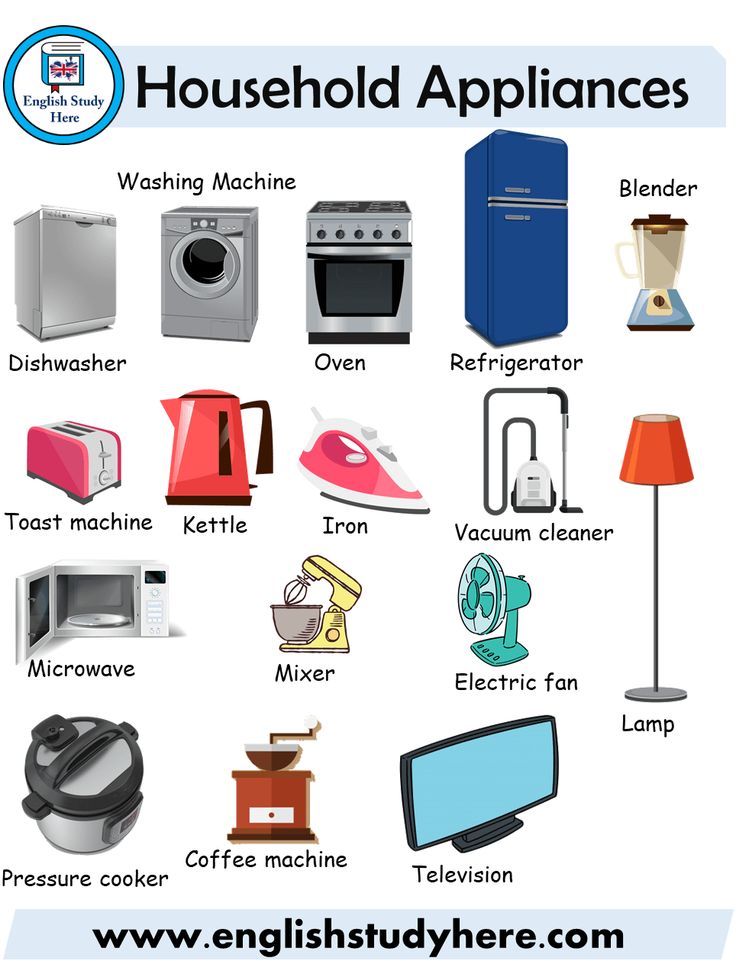 English Study
Here
Household Appliances
Washing Machine
Blender
Dishwasher
Oven
Refrigerator
Toast machine
Kettle
Iron
Vacuum cleaner
Microwave
Mixer
Electric fan
Lamp
Pressure cooker
Coffee machine
Television
www.englishstudyhere.com